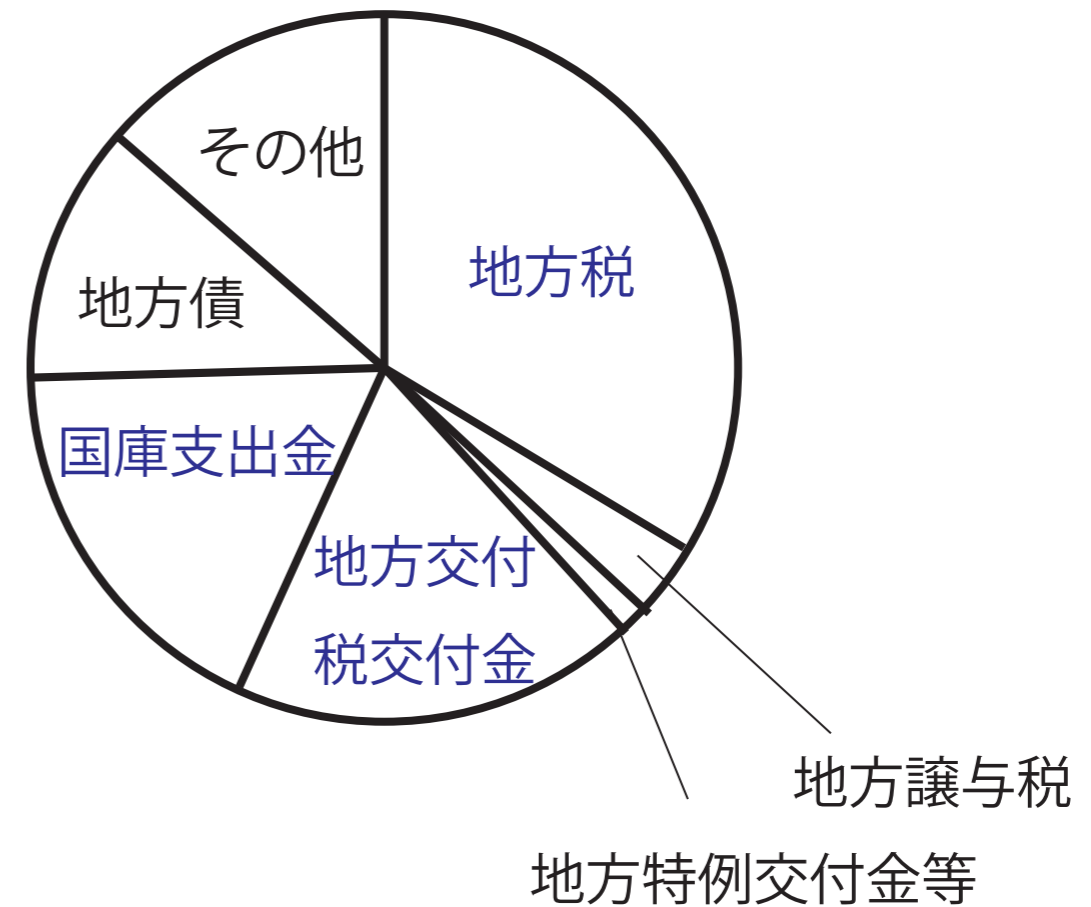 その他
地方税
地方債
国庫支出金
地方交付
税交付金
地方譲与税
地方特例交付金等